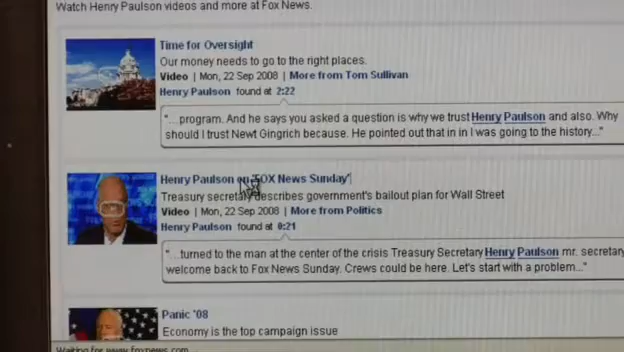 Watch Henry Paulson videos and more at Fox News.
Time for Oversight
Our money needs to go to the right places.
Video | Mon, 22 Sep 2008 | More from Tom Sullivan
Henry Paulson found at 2:22
"...program. And he says you asked a question is why we trust Henry Paulson and also. Why
should I trust Newt Gingrich because. He pointed out that in in I was going to the history..."
Henry Paulson on 'FOX News Sunday'
Treasury secretary describes government's bailout plan for Wall Street
Video | Mon, 22 Sep 2008 | More from Politics
Henry Paulson found at 0:21
"...turned to the man at the center of the crisis Treasury Secretary Henry Paulson mr. secretary
welcome back to Fox News Sunday. Crews could be here. Let's start with a problem..."
Panic '08
Economy is the top campaign issue
Waiting for www.foxnews.com